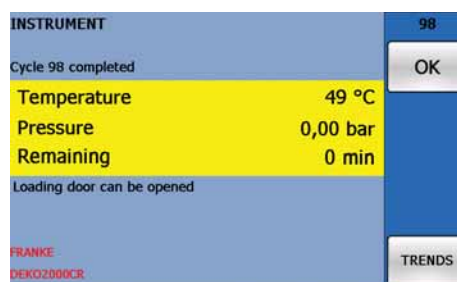 INSTRUMENT 98
Cycle 98 completed OK
Temperature 49 °C
Pressure 0,00 bar
Remaining 0 min
Loading door can be opened
FRANKE
DEKO2000CR TRENDS